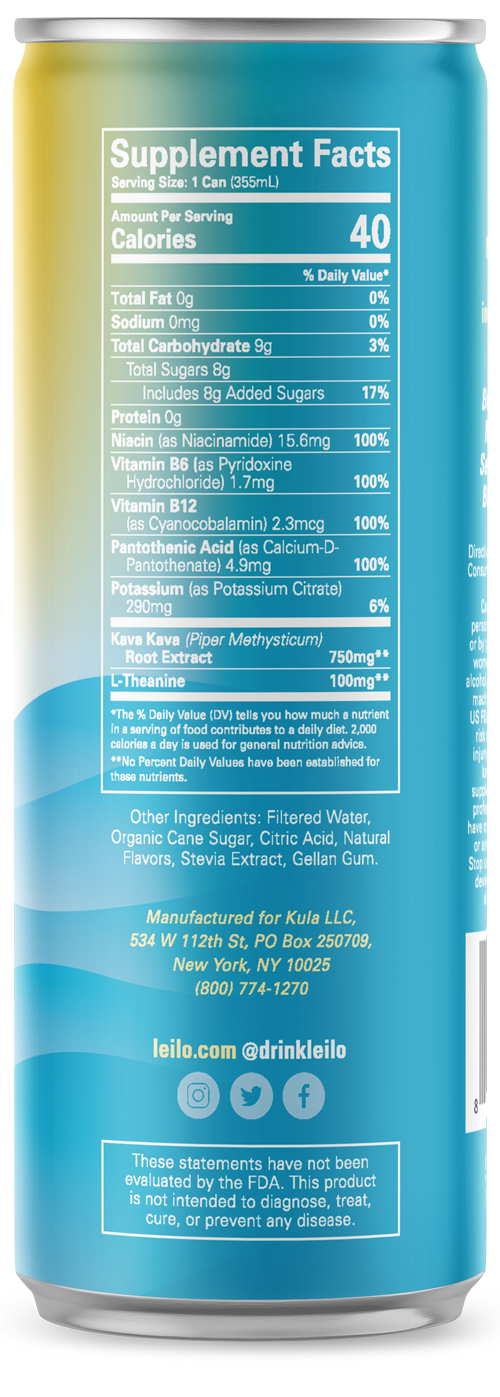 Supplement Facts
Serving Size: 1 Can (355mL)
Amount Per Serving
Calories 40
% Daily Value*
Total Fat 0g 0%
Sodium 0mg 0%
Total Carbohydrate 9g 3%
Total Sugars 8g
Includes 8g Added Sugars 17%
Protein 0g
Niacin (as Niacinamide) 15.6mg 100%
Vitamin B6 (as Pyridoxine
Hydrochloride) 1.7mg 100%
Vitamin B12
(as Cyanocobalamin) 2.3mcg 100%
Pantothenic Acid (as Calcium-D-
Pantothenate) 4.9mg 100%
Potassium (as Potassium Citrate)
290mg 6%
Kava Kava (Piper Methysticum)
Root Extract 750mg**
L-Theanine 100mg**
*The % Daily Value (DV) tells you how much a nutrient
in a serving of food contributes to a daily diet. 2,000
calories a day is used for general nutrition advice.
**No Percent Daily Values have been established for
these nutrients.
Other Ingredients: Filtered Water,
Organic Cane Sugar, Citric Acid, Natural
Flavors, Stevia Extract, Gellan Gum.
Manufactured for Kula LLC,
534 W 112th St, PO Box 250709,
New York, NY 10025
(800) 774-1270
leilo.com @drinkleilo
These statements have not been
evaluated by the FDA. This product
is not intended to diagnose, treat,
cure, or prevent any disease.
US F
Stop u
8